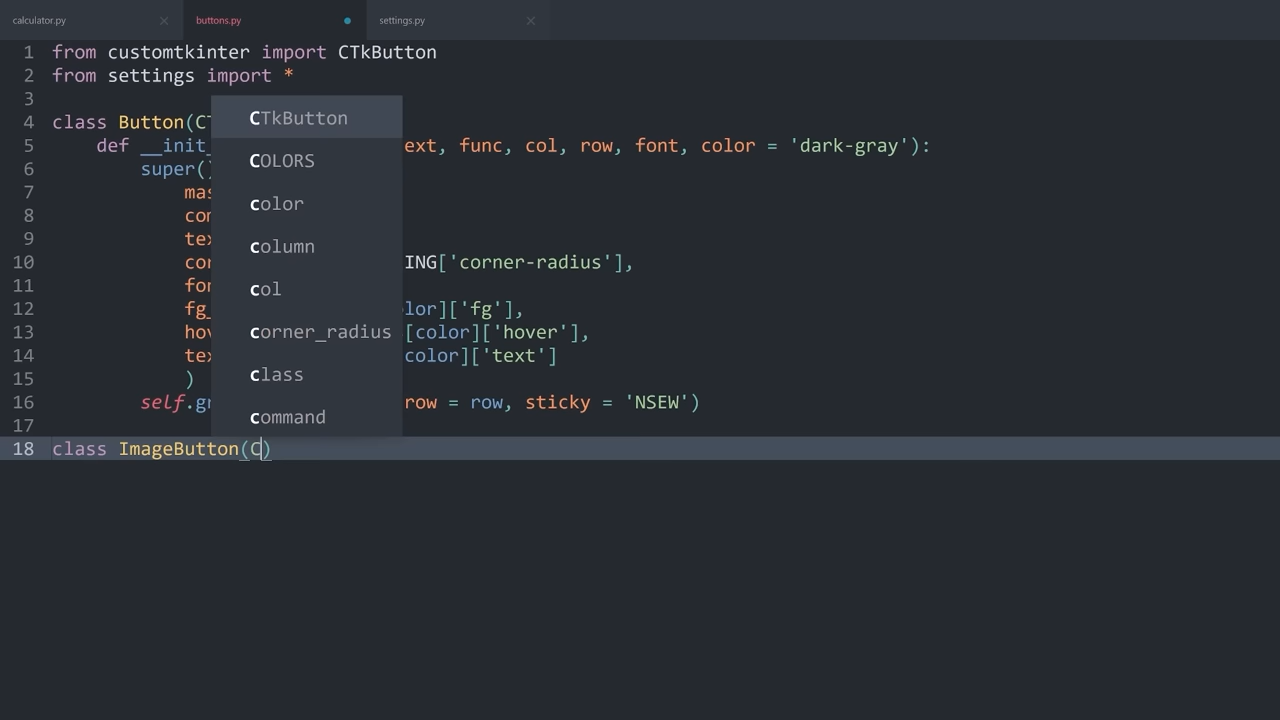 calculator.py
buttons.py
settings.py
1 from customtkinter import CTkButton
2 from settings import *
3
4 class Button(CT
5 def __init_ ext, func, col, row, font, color = 'dark-gray'):
6 super()
7 mas
8 com
9 tex
10 cor ING['corner-radius'],
11 fon
12 fg_ lor]['fg'],
13 hov [color]['hover'],
14 tex color]['text']
15 )
16 self.gr row = row, sticky = 'NSEW')
17
18 class ImageButton(C)
CTkButton
COLORS
color
column
col
corner_radius
class
command